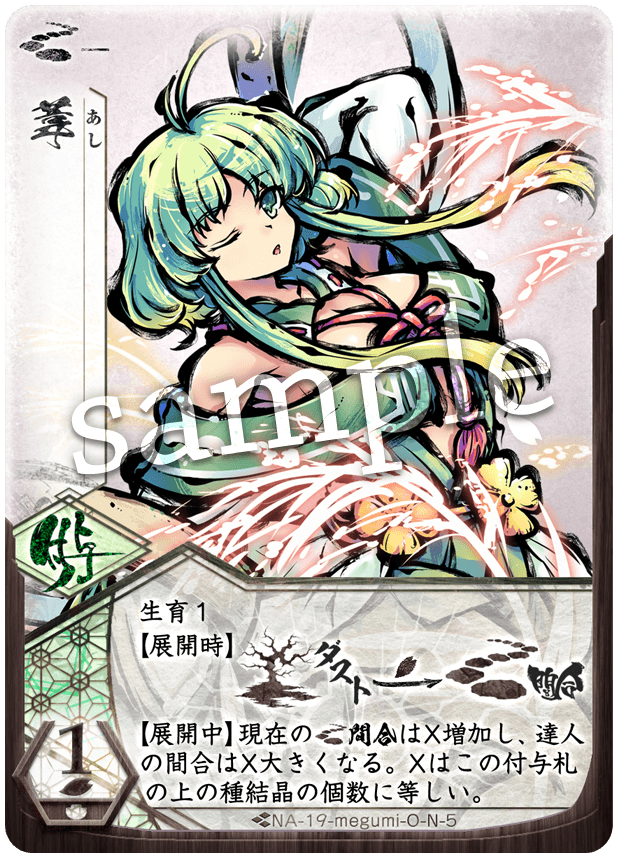 葦
あし
sample
生育1
【展開時】
ダスト
間合
【展開中】現在の間合はX増加し、達人
の間合はX大きくなる。Xはこの付与札
の上の種結晶の個数に等しい。
1
NA-19-megumi-O-N-5